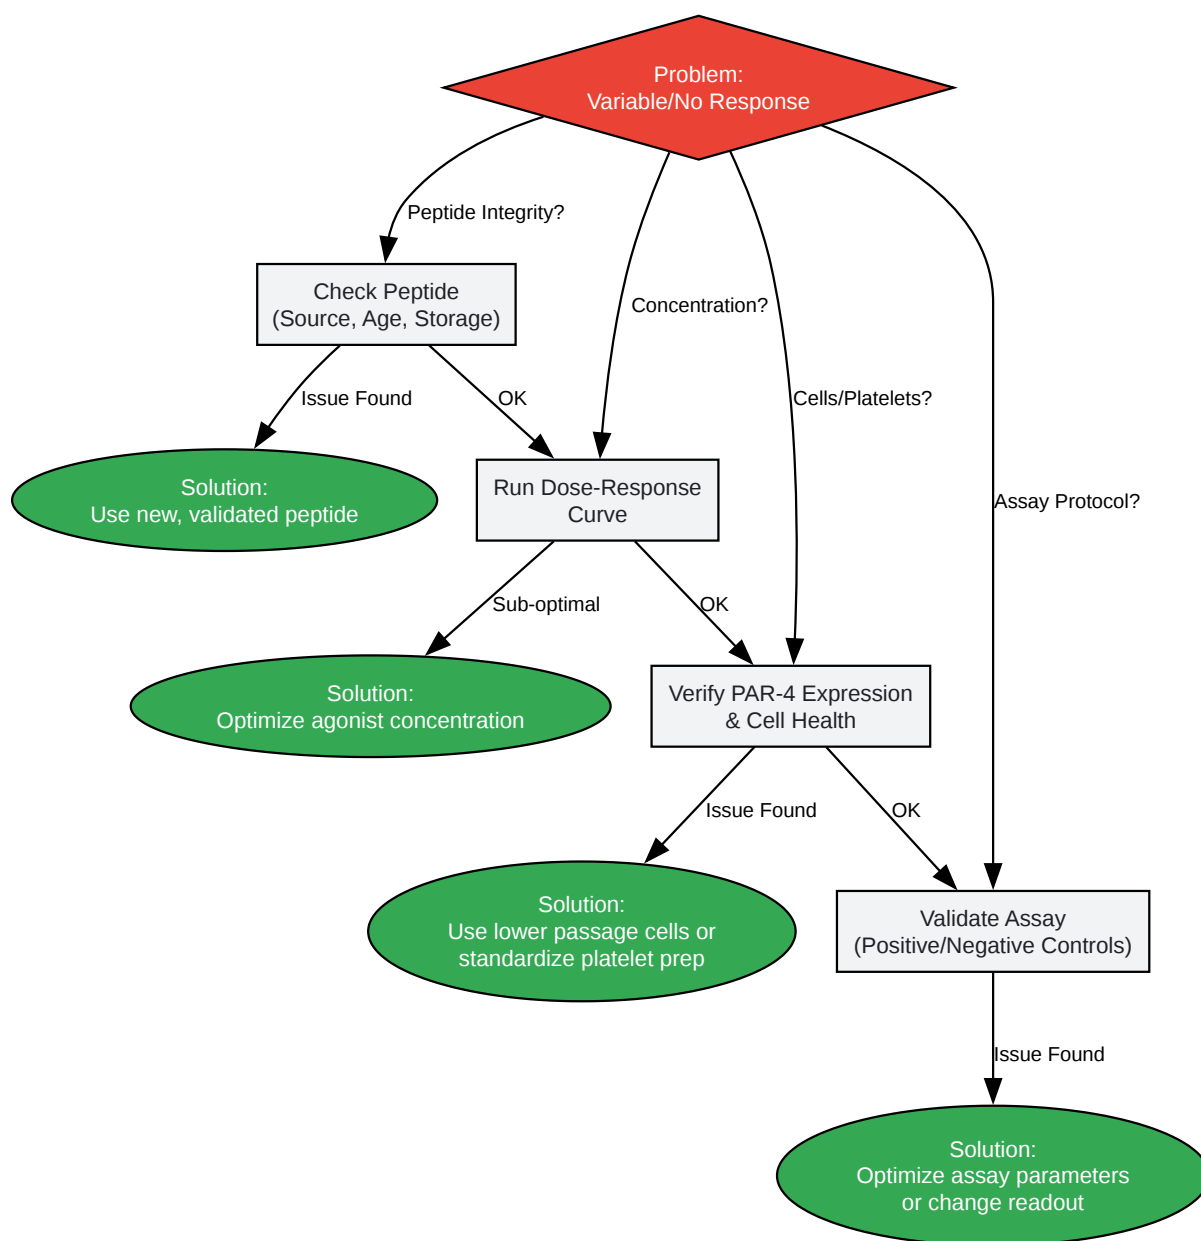 Problem:
Variable/No Response
Peptide Integrity?
Check Peptide
(Source, Age, Storage)
Concentration?
Issue Found
OK
Cells/Platelets?
Solution:
Use new, validated peptide
Run Dose-Response
Curve
Assay Protocol?
Sub-optimal
OK
Solution:
Optimize agonist concentration
Verify PAR-4 Expression
& Cell Health
Issue Found
OK
Solution:
Use lower passage cells or
standardize platelet prep
Validate Assay
(Positive/Negative Controls)
Issue Found
Solution:
Optimize assay parameters
or change readout